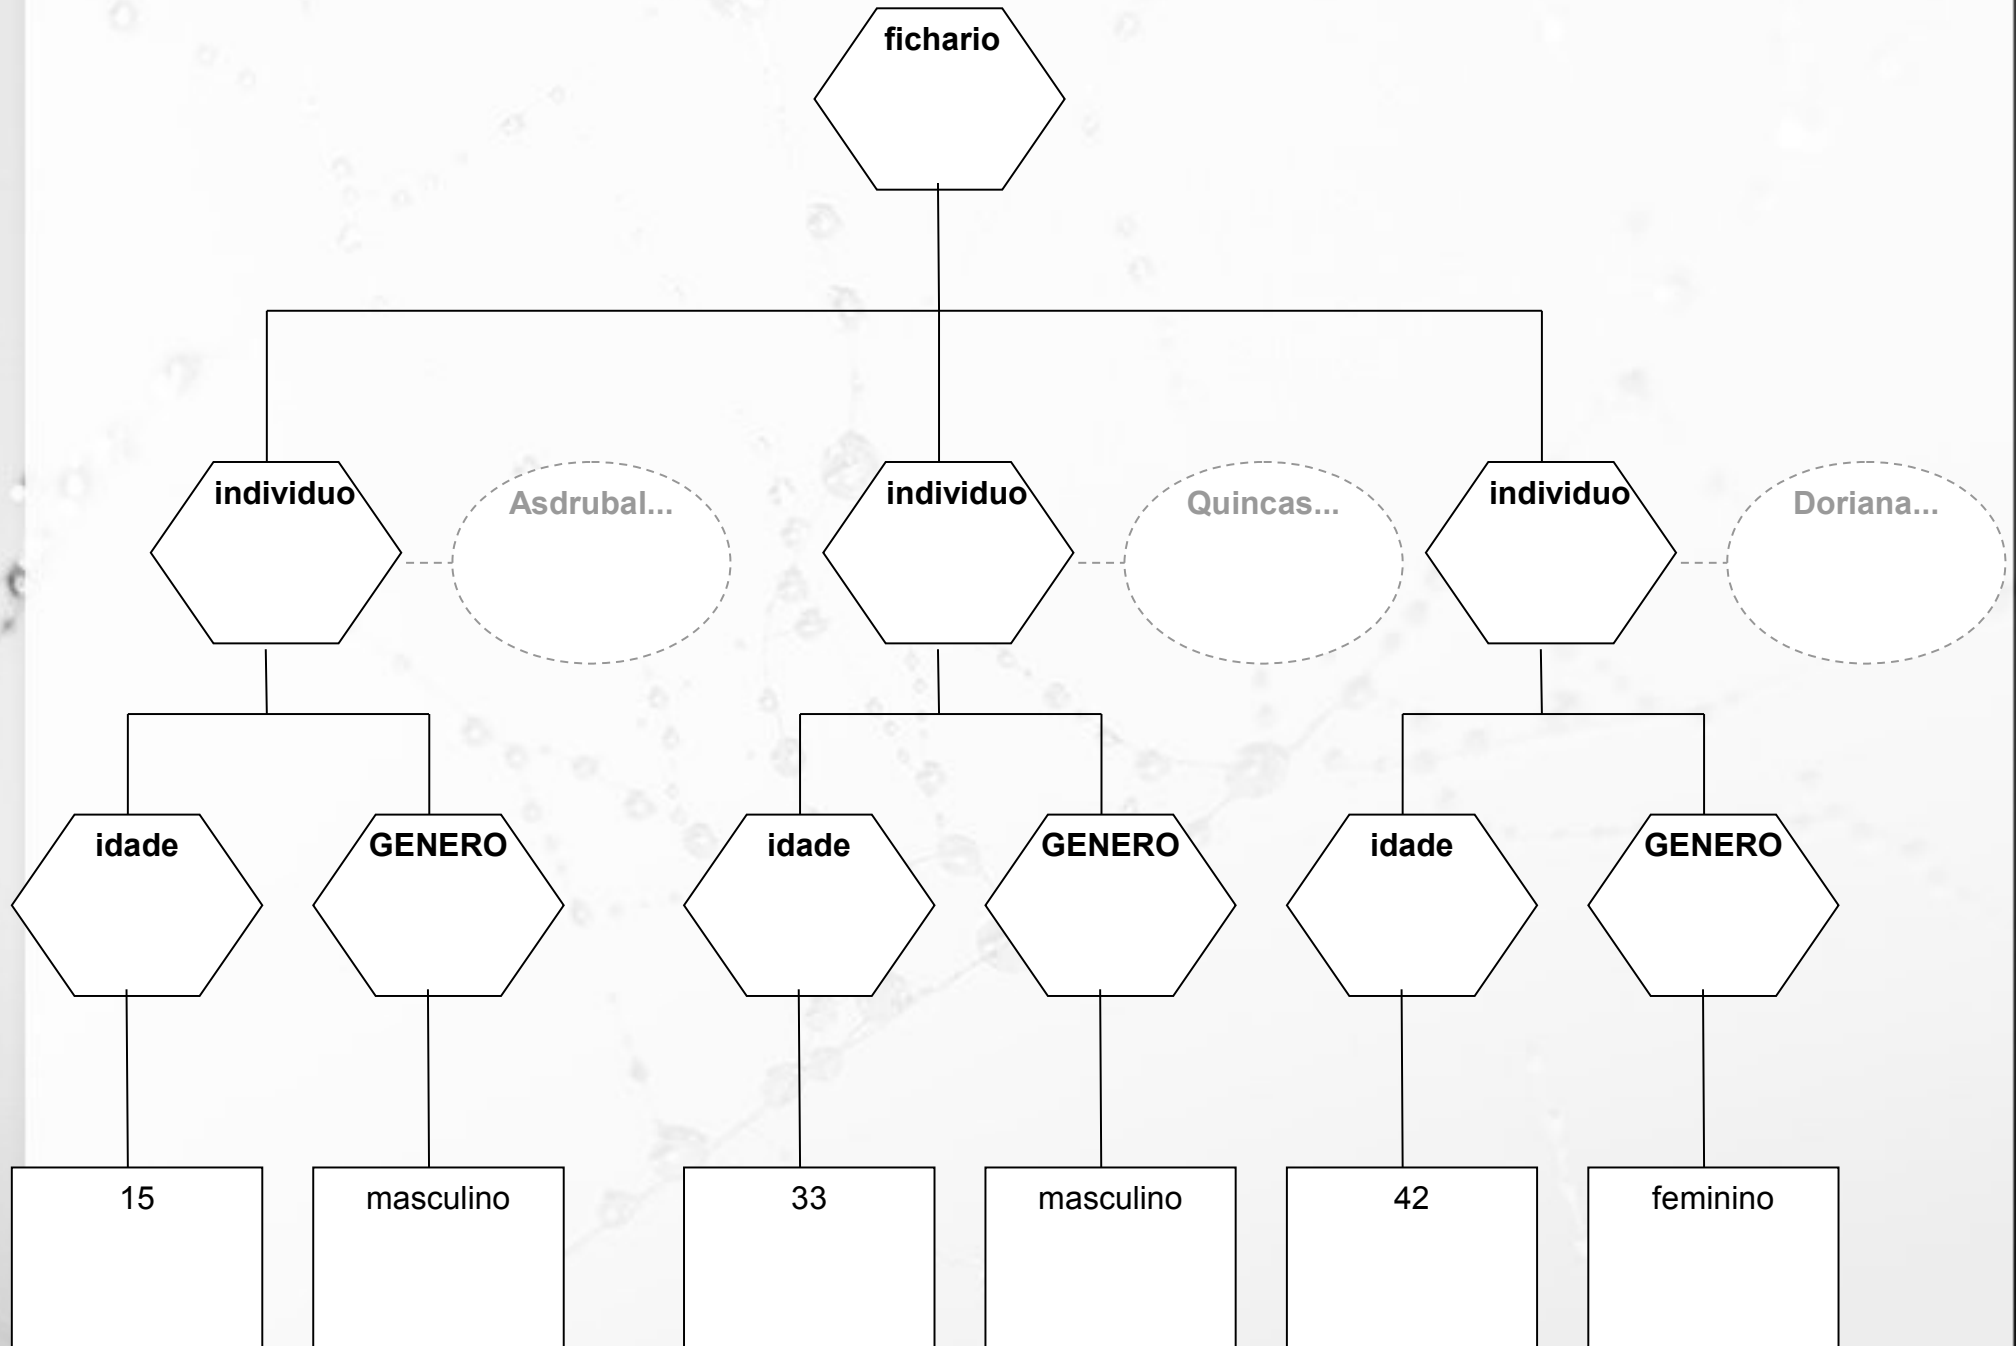 fichario
individuo
Asdrubal...
individuo
Quincas...
individuo
Doriana...
idade
GENERO
idade
GENERO
idade
GENERO
15
masculino
33
masculino
42
feminino